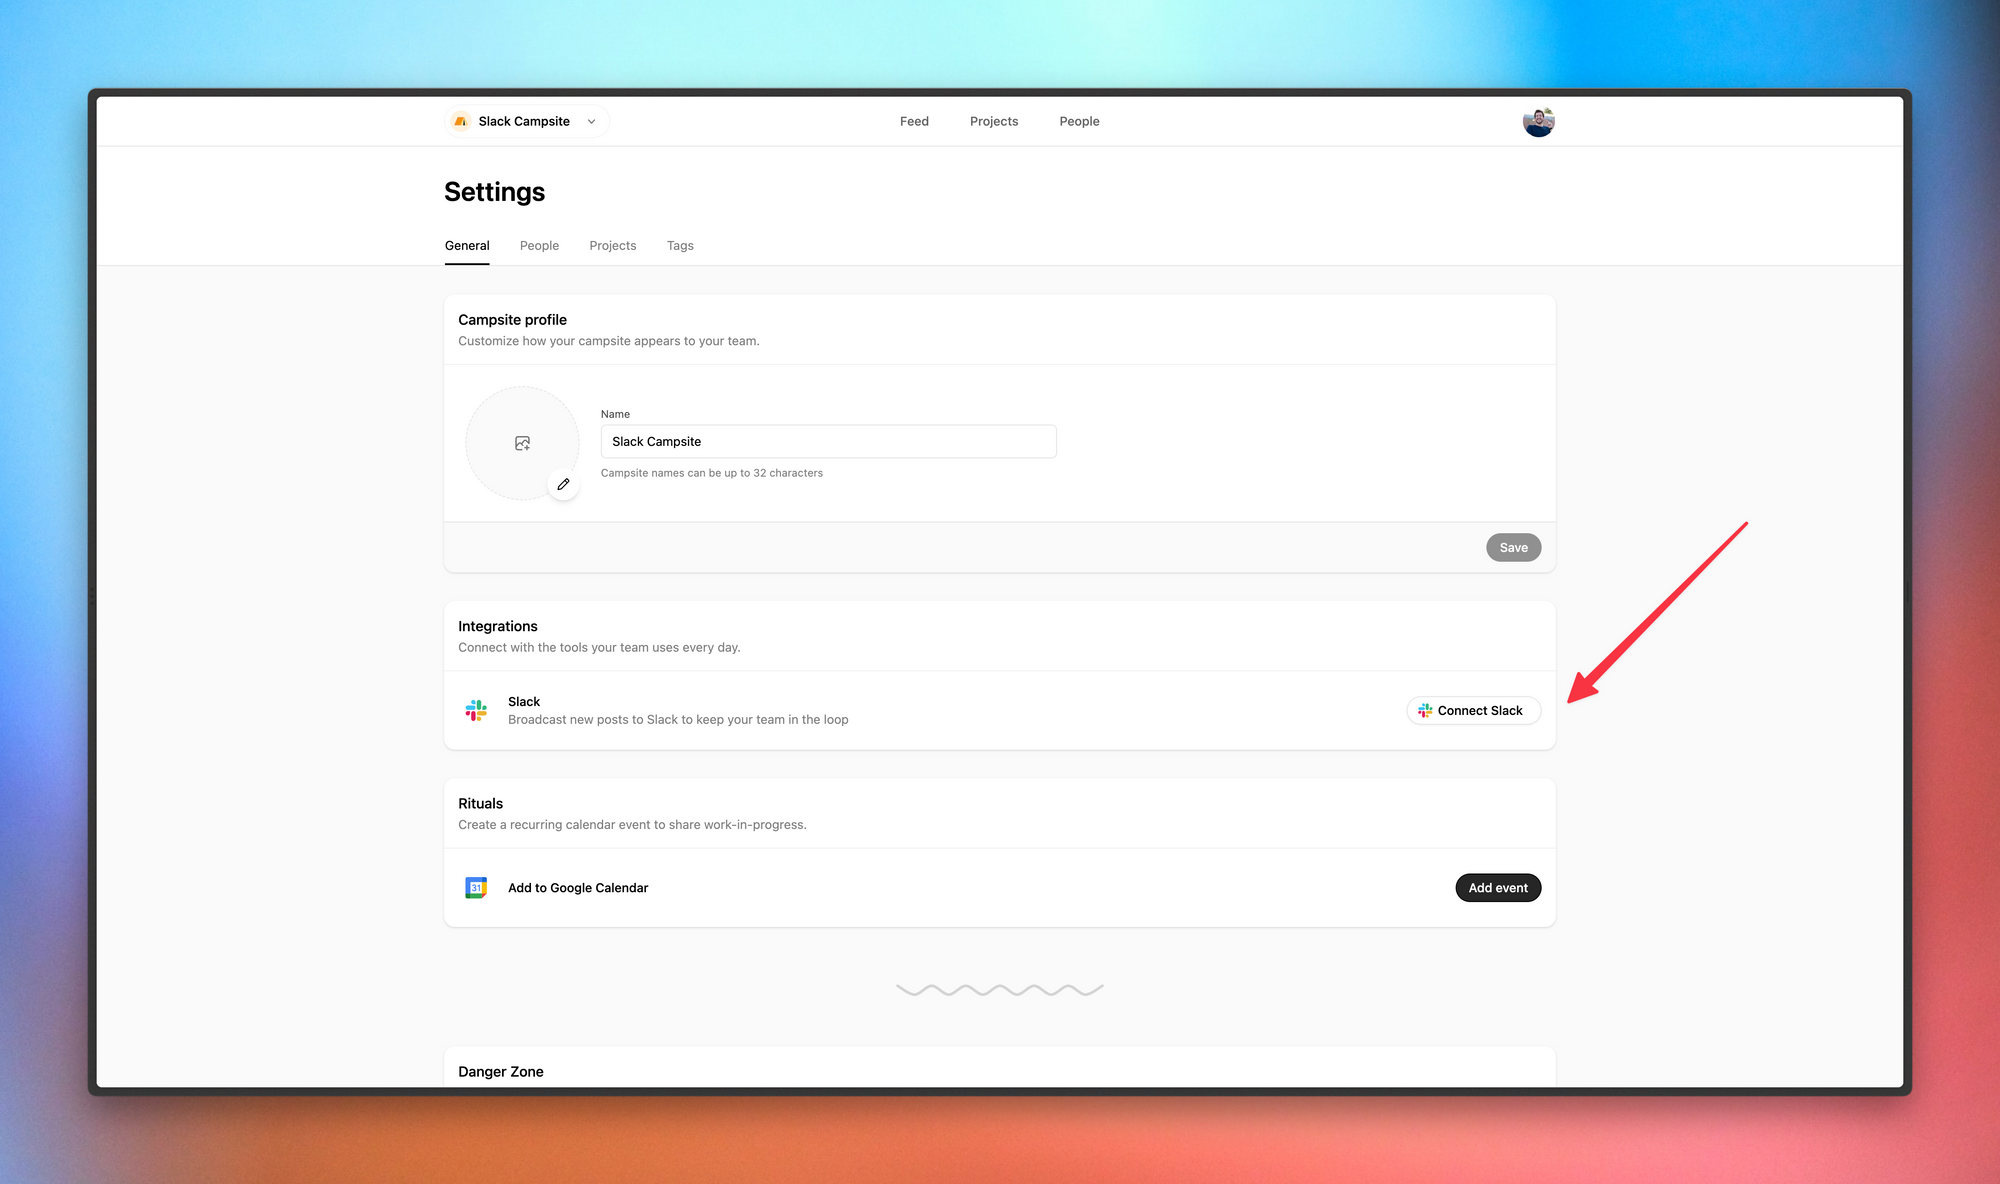 Slack Campsite
Feed
Projects
People
Settings
General
People
Projects
Tags
Campsite profile
Customize how your campsite appears to your team.
Name
Slack Campsite
Campsite names can be up to 32 characters
Save
Integrations
Connect with the tools your team uses every day.
Slack
Broadcast new posts to Slack to keep your team in the loop
Connect Slack
Rituals
Create a recurring calendar event to share work-in-progress.
31
Add to Google Calendar
Add event
Danger Zone